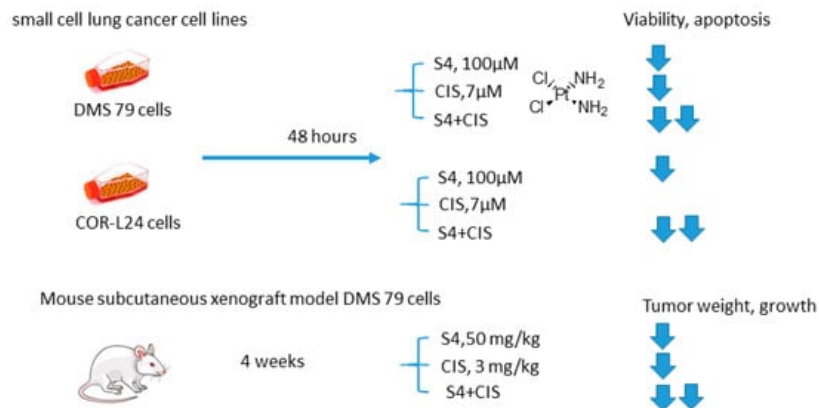 small cell lung cancer cell lines
Viability, apoptosis
DMS 79 cells
48 hours
S4, 100µM
CIS,7µM
S4+CIS
Cl
NH2
Pt
Cl
NH2
COR-L24 cells
S4, 100µM
CIS,7µM
S4+CIS
Mouse subcutaneous xenograft model DMS 79 cells
Tumor weight, growth
4 weeks
S4,50 mg/kg
CIS, 3 mg/kg
S4+CIS